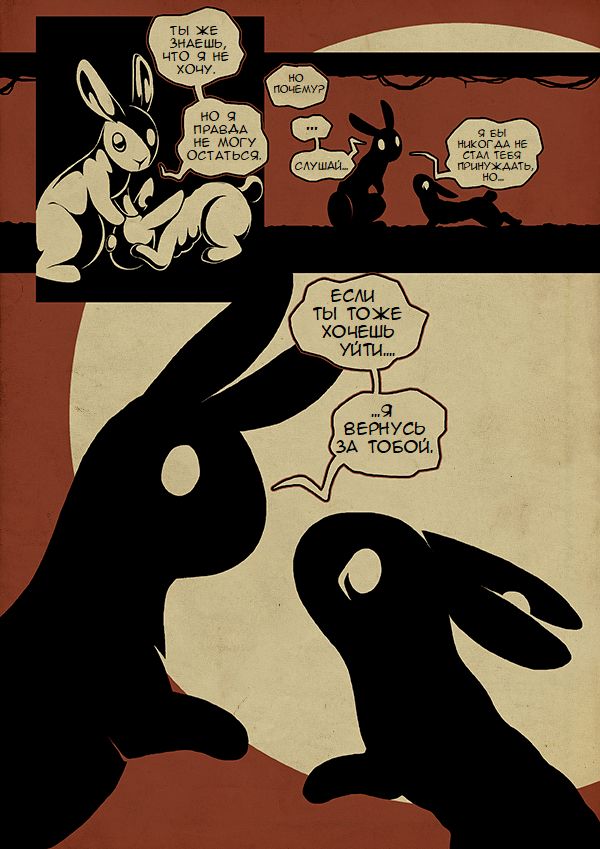 ТЫ ЖЕ
ЗНАЕШЬ,
ЧТО Я НЕ
ХОЧУ.
НО Я
ПРАВДА
НЕ МОГУ
ОСТАТЬСЯ.
НО
ПОЧЕМУ?
...
СЛУШАЙ...
Я БЫ
НИКОГДА НЕ
СТАЛ ТЕБЯ
ПРИНУЖДАТЬ,
НО...
ЕСЛИ
ТЫ ТОЖЕ
ХОЧЕШЬ
УЙТИ....
...Я
ВЕРНУСЬ
ЗА ТОБОЙ.